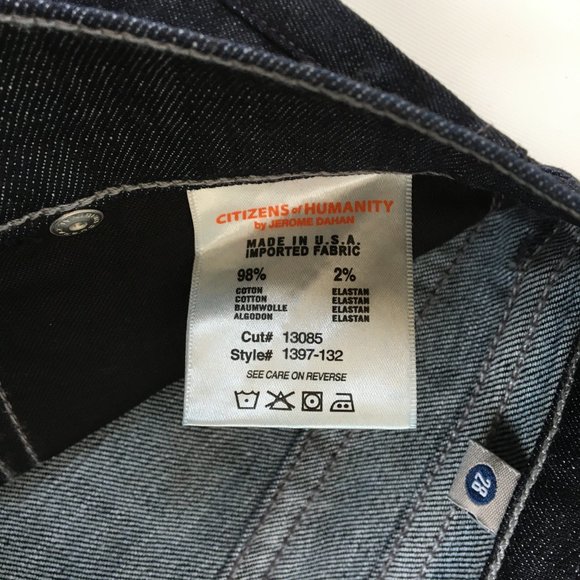 CITIZENS of HUMANITY
by JEROME DAHAN
MADE IN U.S.A.
IMPORTED FABRIC
98% 2%
COTON ELASTAN
COTTON ELASTAN
BAUMWOLLE ELASTAN
ALGODON ELASTAN
Cut# 13085
Style# 1397-132
SEE CARE ON REVERSE
28